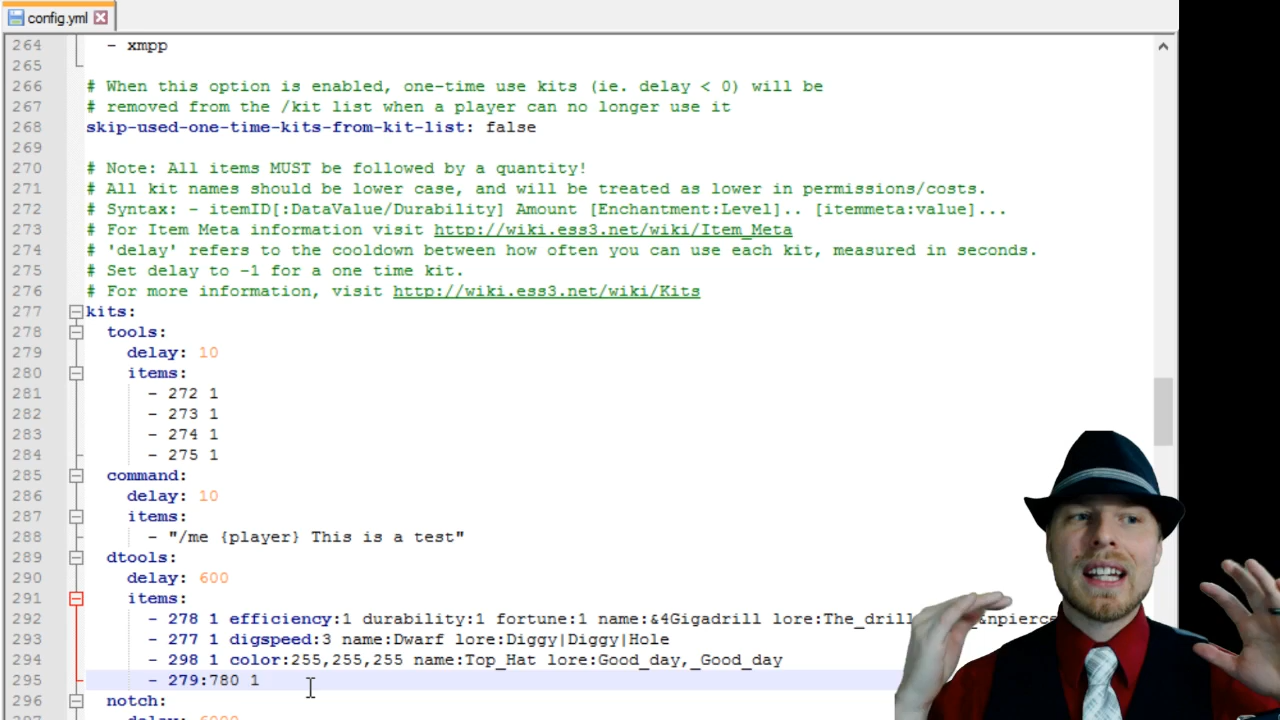 config.yml
264 - xmpp
265
266 # When this option is enabled, one-time use kits (ie. delay < 0) will be
267 # removed from the /kit list when a player can no longer use it
268 skip-used-one-time-kits-from-kit-list: false
269
270 # Note: All items MUST be followed by a quantity!
271 # All kit names should be lower case, and will be treated as lower in permissions/costs.
272 # Syntax: - itemID[:DataValue/Durability] Amount [Enchantment:Level].. [itemmeta:value]...
273 # For Item Meta information visit http://wiki.ess3.net/wiki/Item_Meta
274 # 'delay' refers to the cooldown between how often you can use each kit, measured in seconds.
275 # Set delay to -1 for a one time kit.
276 # For more information, visit http://wiki.ess3.net/wiki/Kits
277 kits:
278 tools:
279 delay: 10
280 items:
281 - 272 1
282 - 273 1
283 - 274 1
284 - 275 1
285 command:
286 delay: 10
287 items:
288 - "/me {player} This is a test"
289 dtools:
290 delay: 600
291 items:
292 - 278 1 efficiency:1 durability:1 fortune:1 name:&4Gigadrill lore:The_drill
293 - 277 1 digspeed:3 name:Dwarf lore:Diggy|Diggy|Hole
294 - 298 1 color:255,255,255 name:Top_Hat lore:Good_day,_Good_day
295 - 279:780 1
296 notch: